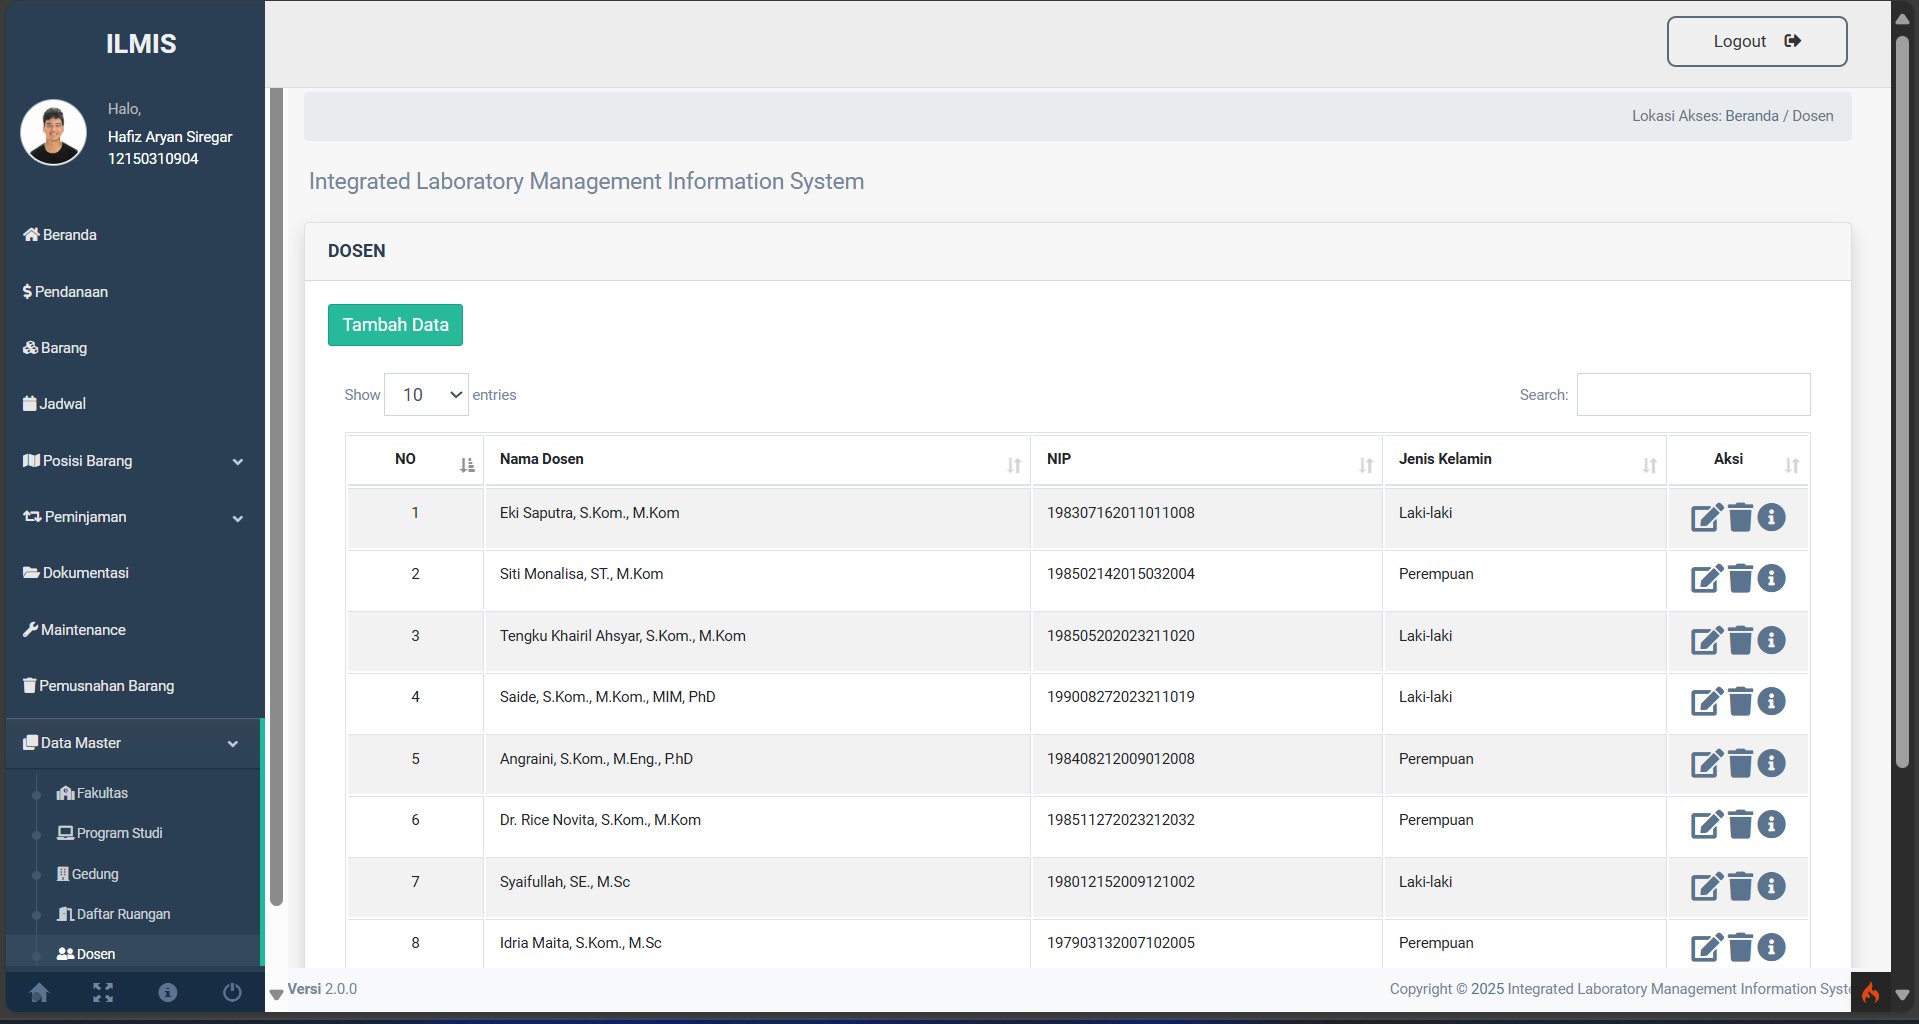 ILMIS
Halo,
Hafiz Aryan Siregar
12150310904
Beranda
Pendanaan
Barang
Jadwal
Posisi Barang
Peminjaman
Dokumentasi
Maintenance
Pemusnahan Barang
Data Master
Fakultas
Program Studi
Gedung
Daftar Ruangan
Dosen
Logout
Lokasi Akses: Beranda / Dosen
Integrated Laboratory Management Information System
DOSEN
Tambah Data
Show 10 entries Search:
NO Nama Dosen NIP Jenis Kelamin Aksi
1 Eki Saputra, S.Kom., M.Kom 198307162011011008 Laki-laki
2 Siti Monalisa, ST., M.Kom 198502142015032004 Perempuan
3 Tengku Khairil Ahsyar, S.Kom., M.Kom 198505202023211020 Laki-laki
4 Saide, S.Kom., M.Kom., MIM, PhD 199008272023211019 Laki-laki
5 Angraini, S.Kom., M.Eng., P.hD 198408212009012008 Perempuan
6 Dr. Rice Novita, S.Kom., M.Kom 198511272023212032 Perempuan
7 Syaifullah, SE., M.Sc 198012152009121002 Laki-laki
8 Idria Maita, S.Kom., M.Sc 197903132007102005 Perempuan
Versi 2.0.0
Copyright © 2025 Integrated Laboratory Management Information Syst